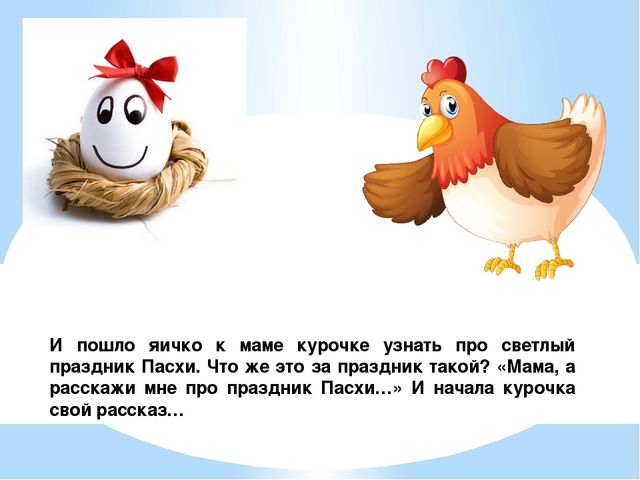 И пошло яичко к маме курочке узнать про светлый
праздник Пасхи. Что же это за праздник такой? «Мама, а
расскажи мне про праздник Пасхи…» И начала курочка
свой рассказ…